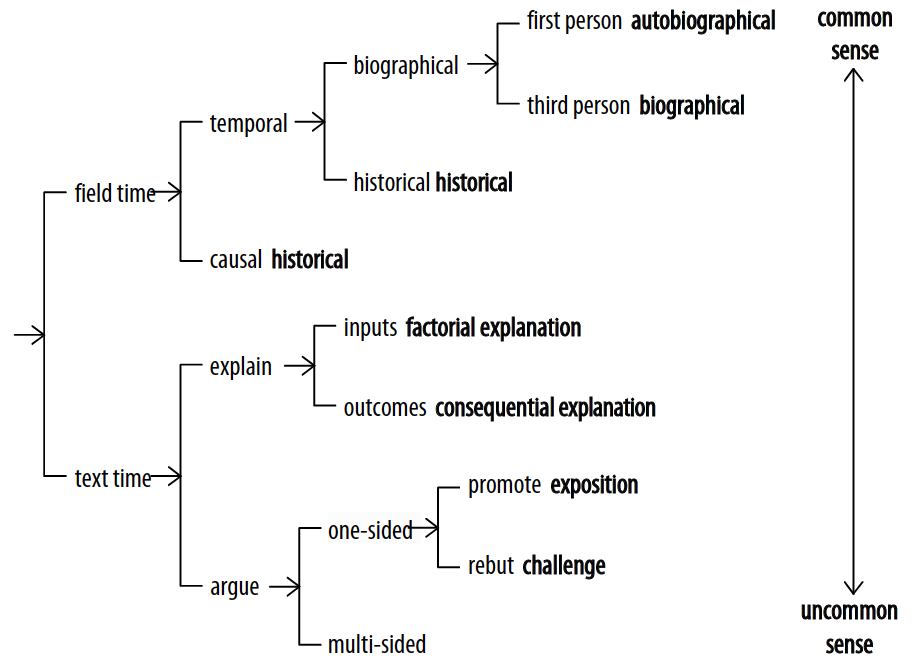 first person autobiographical
common
sense
biographical
third person biographical
temporal
historical historical
field time
causal historical
inputs factorial explanation
explain
outcomes consequential explanation
text time
promote exposition
one-sided
rebut challenge
argue
uncommon
sense
multi-sided